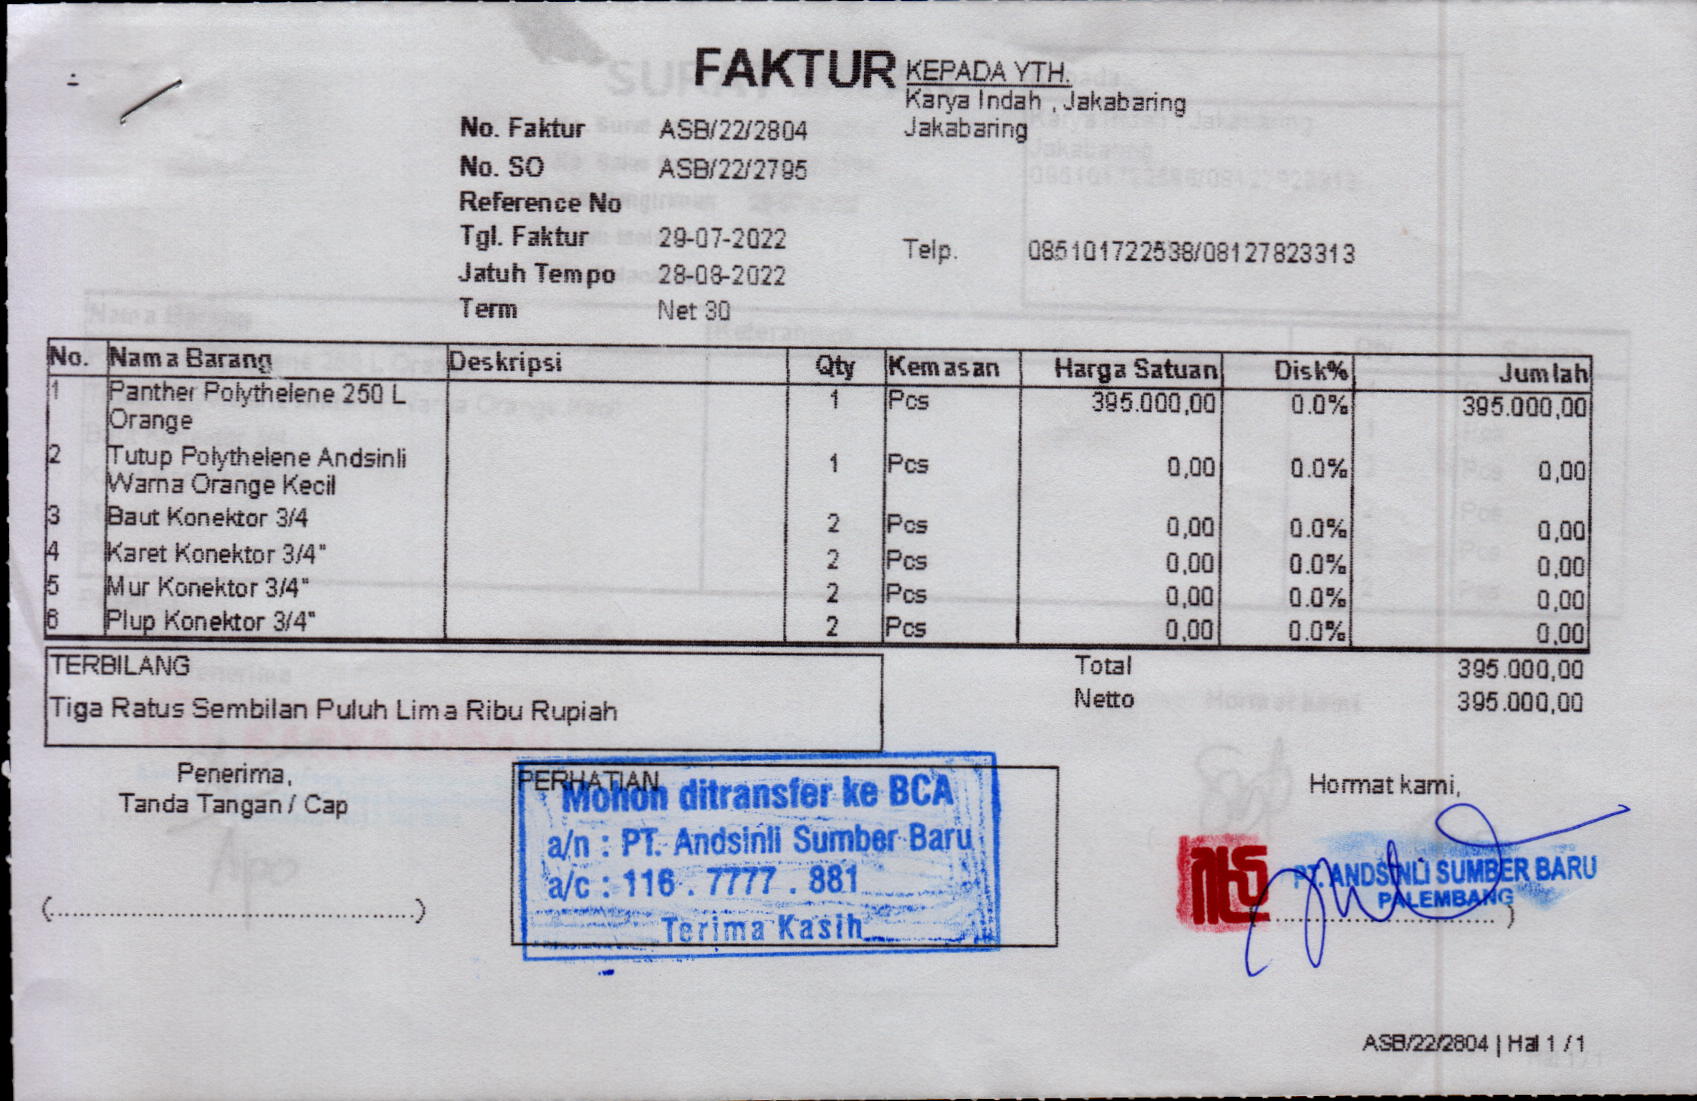 FAKTUR
KEPADA YTH.
Karya Indah , Jakabaring
Jakabaring
No. Faktur ASB/22/2804
No. SO ASB/22/2795
Reference No
Tgl. Faktur 29-07-2022
Telp. 085101722538/08127823313
Jatuh Tempo 28-08-2022
Term Net 30
No. Nama Barang Deskripsi Qty Kemasan Harga Satuan Disk% Jumlah
1 Panther Polythelene 250 L 1 Pcs 395.000,00 0.0% 395.000,00
Orange
2 Tutup Polythelene Andsinli 1 Pcs 0,00 0.0% 0,00
Warna Orange Kecil
3 Baut Konektor 3/4 2 Pcs 0,00 0.0% 0,00
4 Karet Konektor 3/4" 2 Pcs 0,00 0.0% 0,00
5 Mur Konektor 3/4" 2 Pcs 0,00 0.0% 0,00
6 Plup Konektor 3/4" 2 Pcs 0,00 0.0% 0,00
TERBILANG
Tiga Ratus Sembilan Puluh Lima Ribu Rupiah
Total 395.000,00
Netto 395.000,00
Penerima,
Tanda Tangan / Cap
PERHATIAN
Mohon ditransfer ke BCA
a/n : PT. Andsinli Sumber Baru
a/c : 116 . 7777 . 881
Terima Kasih
Hormat kami,
PT. ANDSINLI SUMBER BARU
PALEMBANG
ASB/22/2804 | Hal 1 / 1